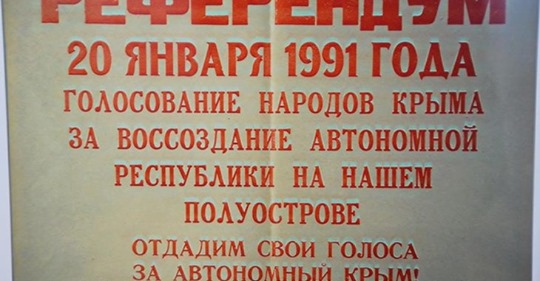 РЕФЕРЕНДУМ
20 ЯНВАРЯ 1991 ГОДА
ГОЛОСОВАНИЕ НАРОДОВ КРЫМА
ЗА ВОССОЗДАНИЕ АВТОНОМНОЙ
РЕСПУБЛИКИ НА НАШЕМ
ПОЛУОСТРОВЕ
ОТДАДИМ СВОИ ГОЛОСА
ЗА АВТОНОМНЫЙ КРЫМ!